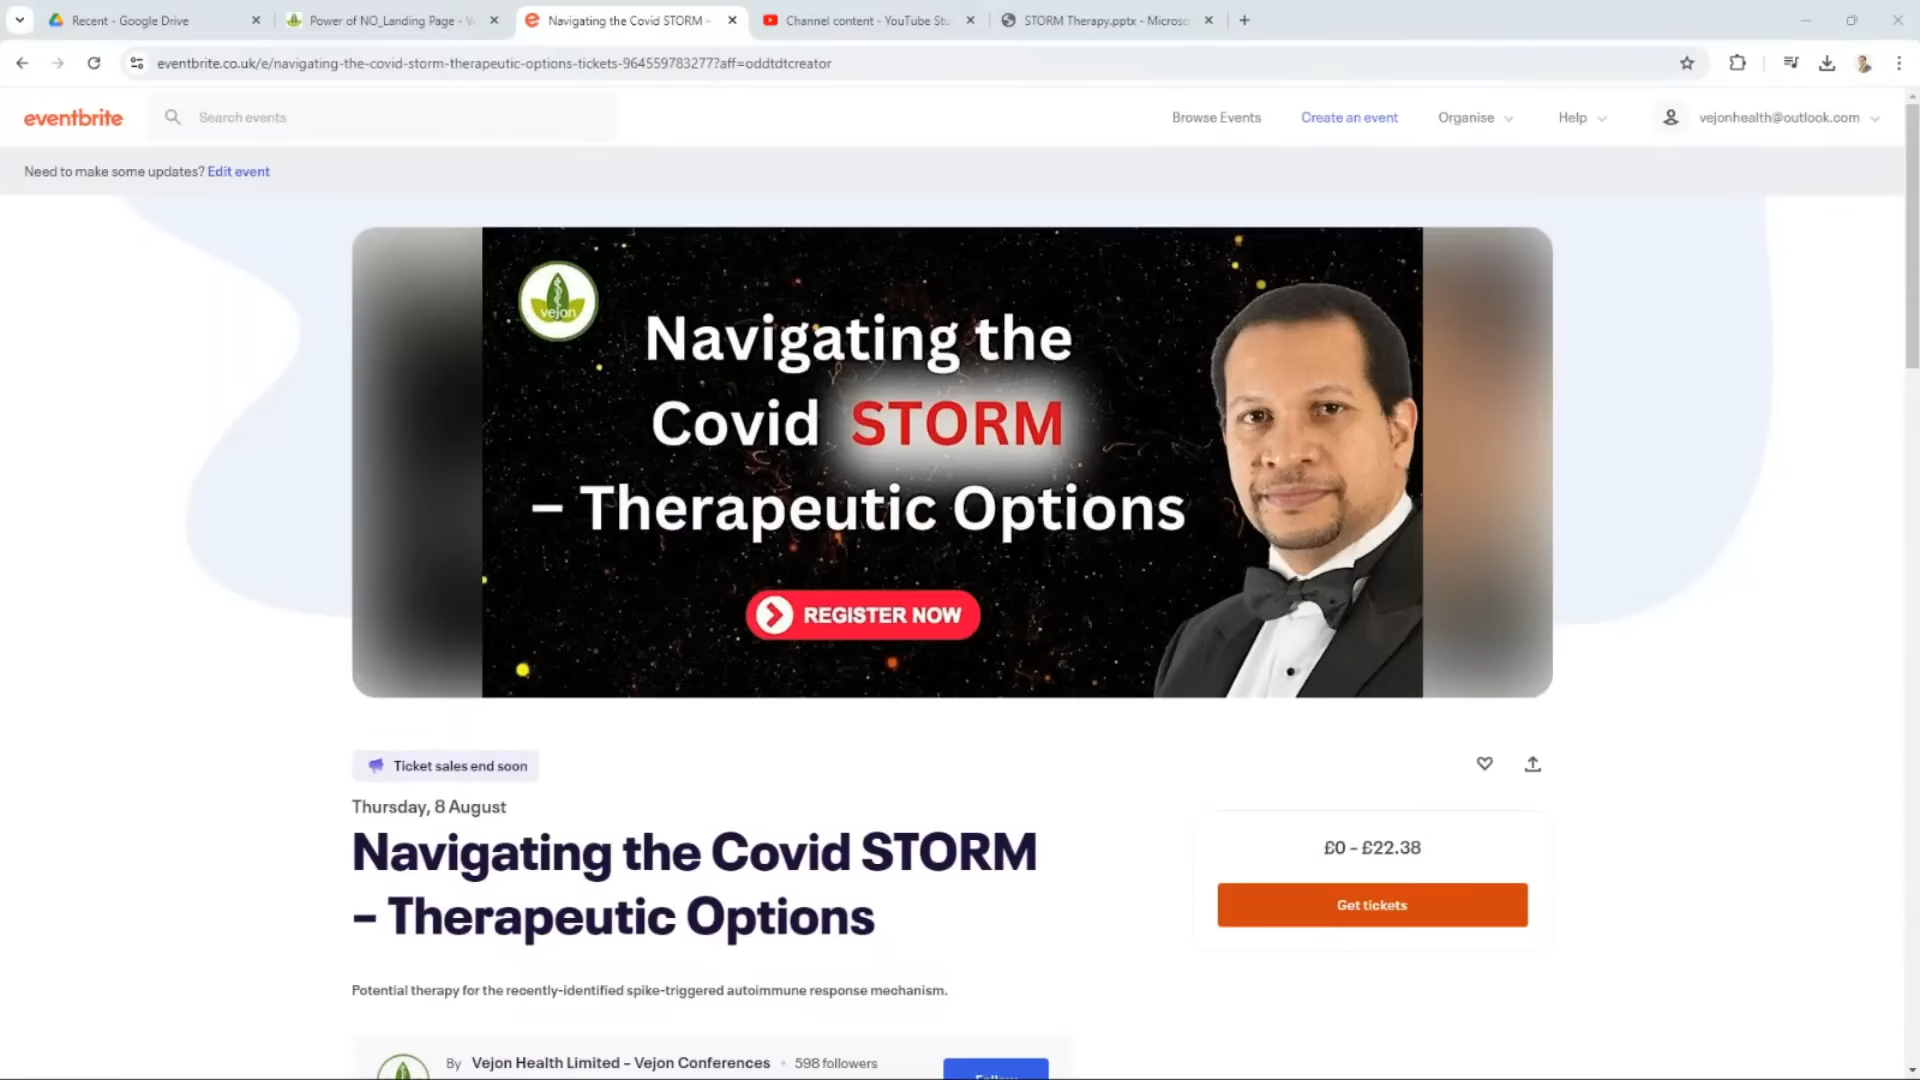 Recent - Google Drive
Power of NO_Landing Page - V
Navigating the Covid STORM -
Channel content - YouTube Stu
STORM Therapy.pptx - Microso
eventbrite.co.uk/e/navigating-the-covid-storm-therapeutic-options-tickets-964559783277?aff=oddtdtcreator
eventbrite
Search events
Browse Events
Create an event
Organise
Help
vejonhealth@outlook.com
Need to make some updates? Edit event
vejon
Navigating the
Covid STORM
– Therapeutic Options
REGISTER NOW
Ticket sales end soon
Thursday, 8 August
Navigating the Covid STORM
– Therapeutic Options
£0 – £22.38
Get tickets
Potential therapy for the recently-identified spike-triggered autoimmune response mechanism.
By Vejon Health Limited – Vejon Conferences • 598 followers
Follow